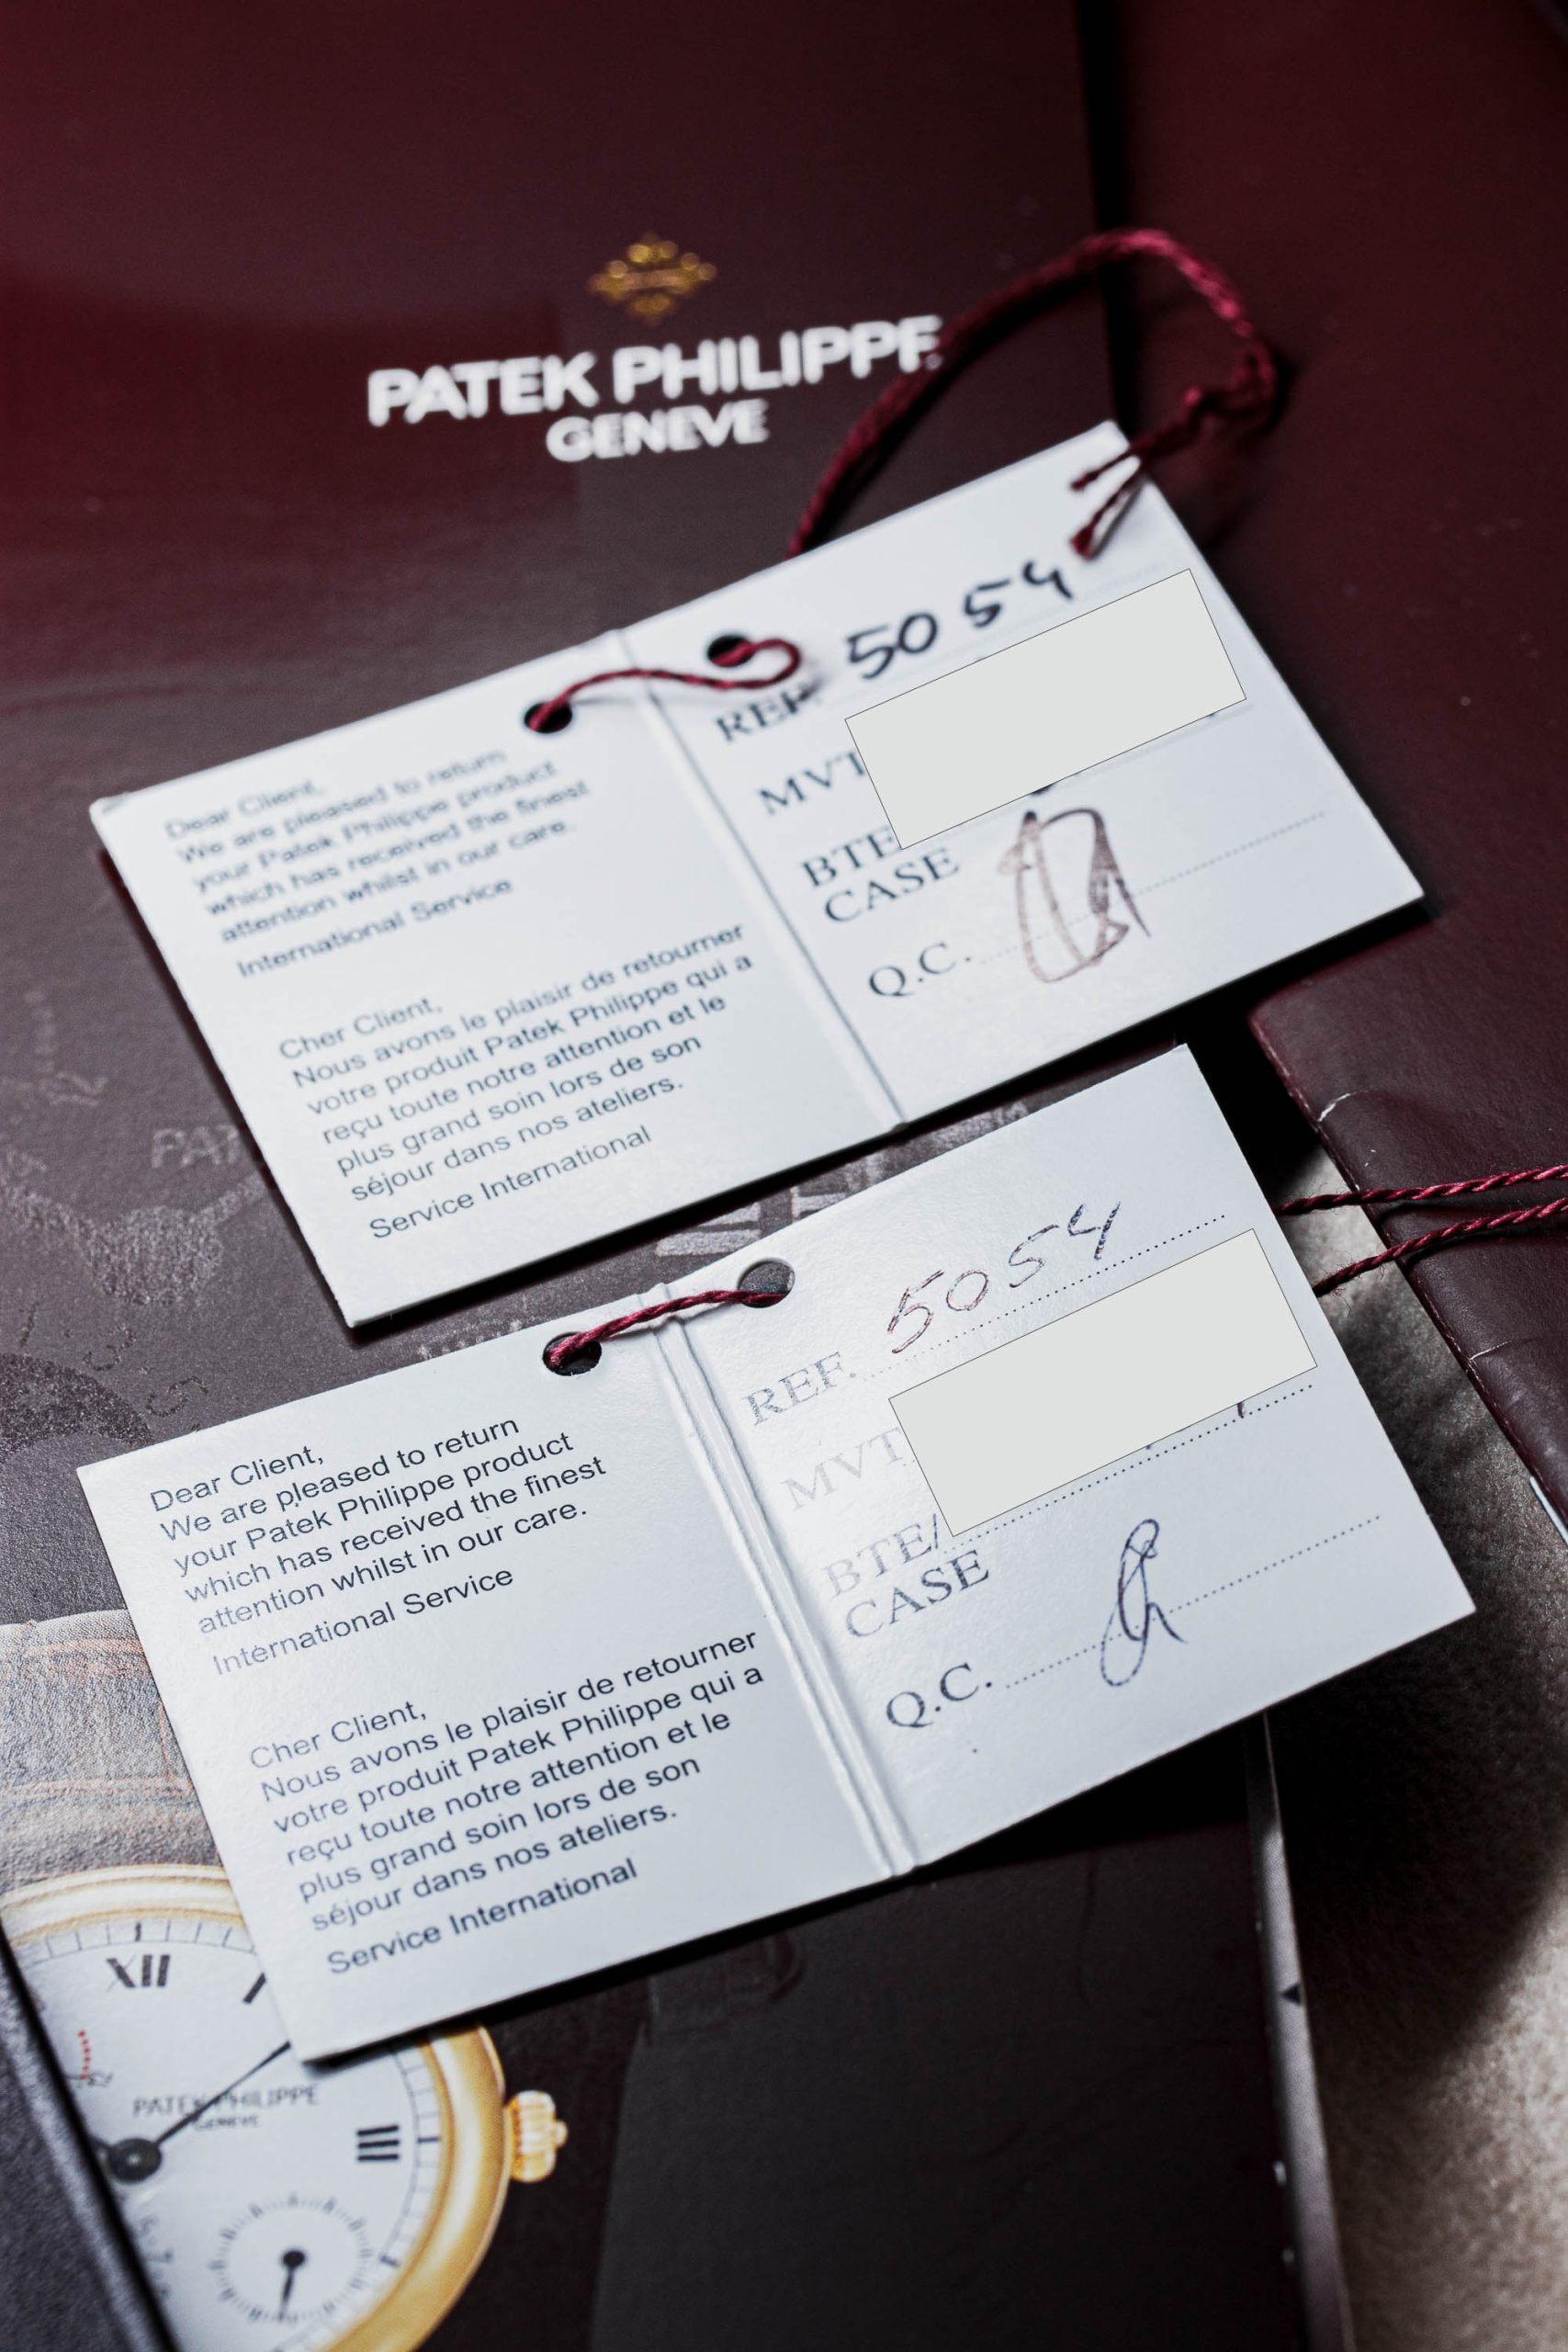 PATEK PHILIPPE
GENEVE
Dear Client,
We are pleased to return
your Patek Philippe product
which has received the finest
attention whilst in our care.
International Service
Cher Client,
Nous avons le plaisir de retourner
votre produit Patek Philippe qui a
reçu toute notre attention et le
plus grand soin lors de son
séjour dans nos ateliers.
Service International
REF. 5054
MVT
BTE/
CASE
Q.C.
Dear Client,
We are pleased to return
your Patek Philippe product
which has received the finest
attention whilst in our care.
International Service
Cher Client,
Nous avons le plaisir de retourner
votre produit Patek Philippe qui a
reçu toute notre attention et le
plus grand soin lors de son
séjour dans nos ateliers.
Service International
REF. 5054
MVT
BTE/
CASE
Q.C.
XII
PATEK PHILIPPE
GENEVE
III